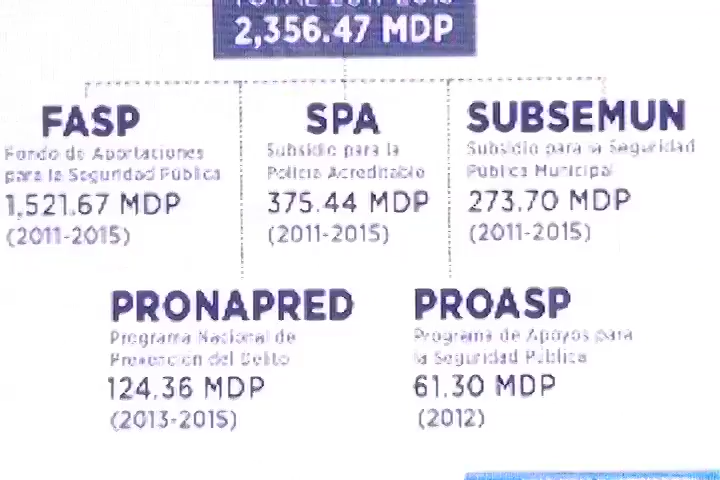 TOTAL 2011-2015
2,356.47 MDP
FASP
Fondo de Aportaciones
para la Seguridad Pública
1,521.67 MDP
(2011-2015)
SPA
Subsidio para la
Policía Acreditable
375.44 MDP
(2011-2015)
SUBSEMUN
Subsidio para la Seguridad
Pública Municipal
273.70 MDP
(2011-2015)
PRONAPRED
Programa Nacional de
Prevención del Delito
124.36 MDP
(2013-2015)
PROASP
Programa de Apoyos para
la Seguridad Pública
61.30 MDP
(2012)